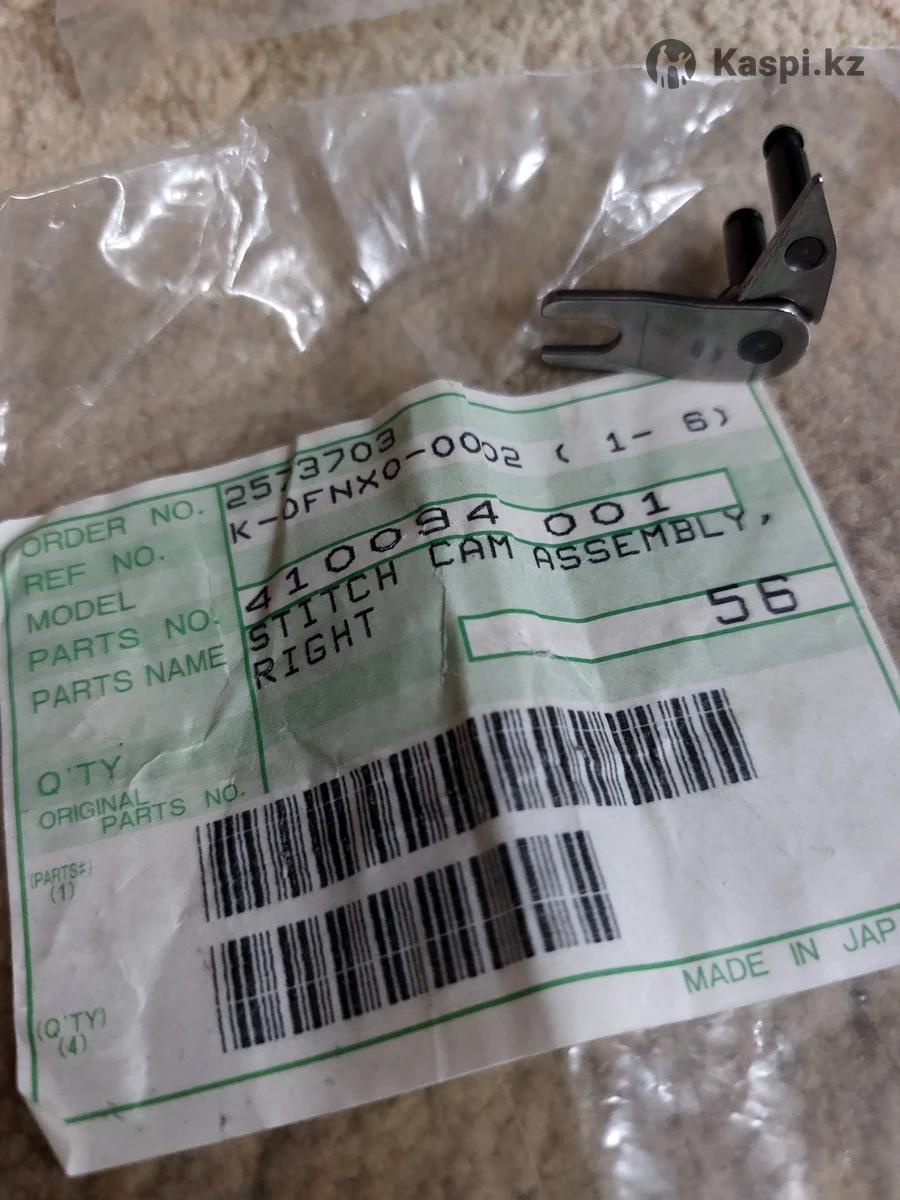 Kaspi.kz
ORDER NO. 2573703
REF NO. K-0FNX0-0002 ( 1- 6)
MODEL
PARTS NO. 410094 001
PARTS NAME STITCH CAM ASSEMBLY,
RIGHT
Q'TY 56
ORIGINAL
PARTS NO.
(PARTS#)
(1)
(Q'TY)
(4)
MADE IN JAP